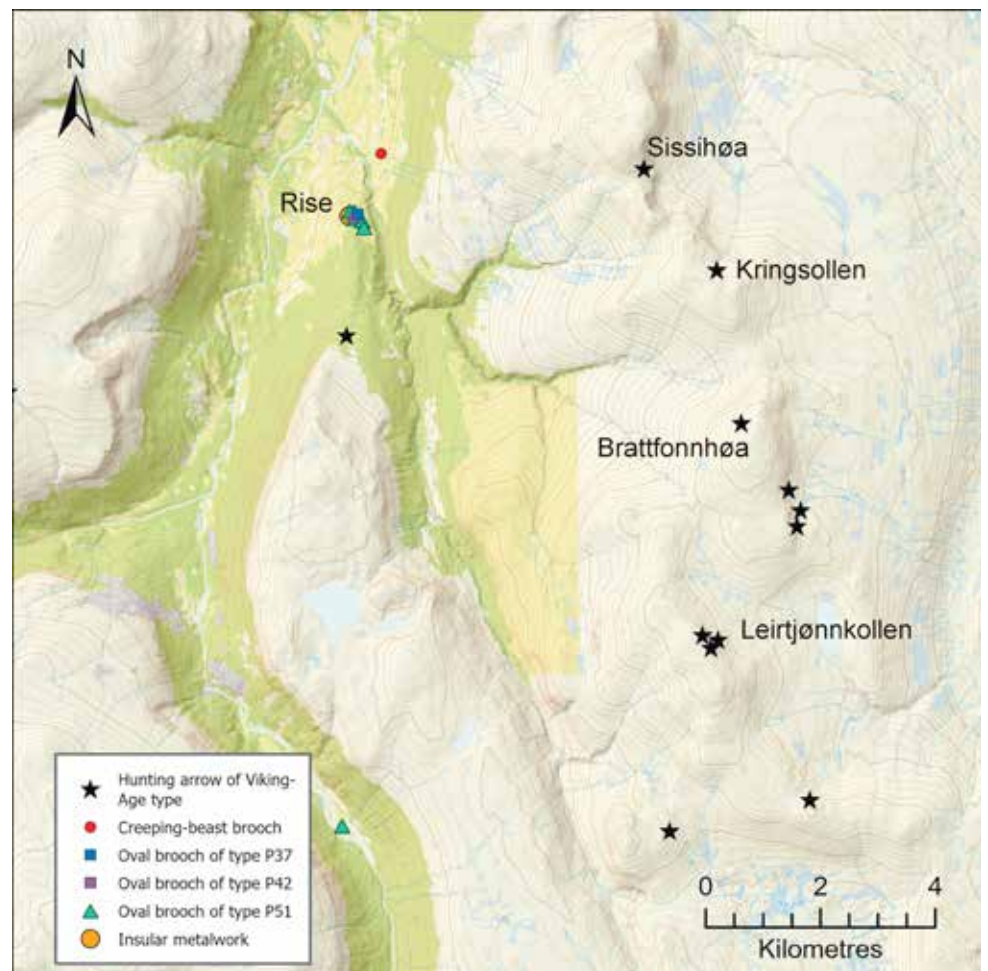 N
Sissihøa
Rise
Kringsollen
Brattfonnhøa
Leirtjønnkollen
Hunting arrow of Viking-
Age type
Creeping-beast brooch
Oval brooch of type P37
Oval brooch of type P42
Oval brooch of type P51
Insular metalwork
0 2 4
Kilometres